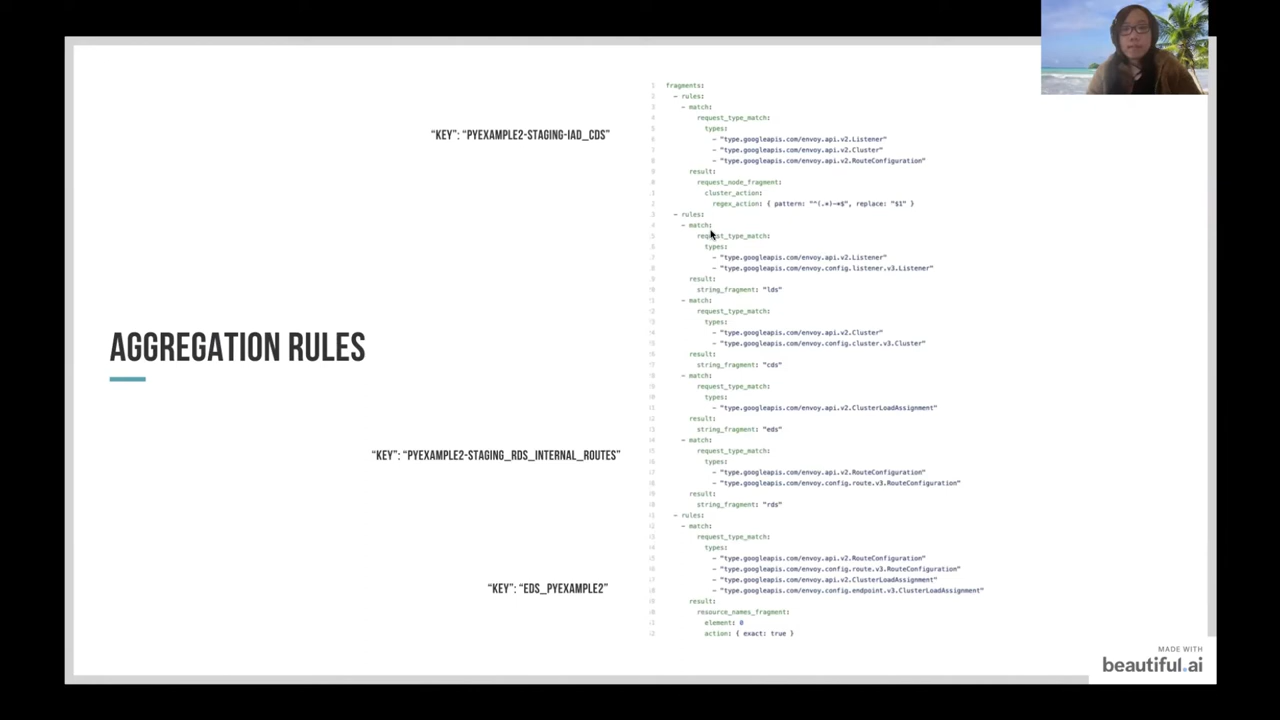 "KEY": "PYEXAMPLE2-STAGING-IAD_CDS"
AGGREGATION RULES
"KEY": "PYEXAMPLE2-STAGING_RDS_INTERNAL_ROUTES"
"KEY": "EDS_PYEXAMPLE2"
fragments:
- rules:
- match:
request_type_match:
types:
- "type.googleapis.com/envoy.api.v2.Listener"
- "type.googleapis.com/envoy.api.v2.Cluster"
- "type.googleapis.com/envoy.api.v2.RouteConfiguration"
result:
request_node_fragment:
cluster_action:
regex_action: { pattern: "^(.*)-*$", replace: "$1" }
- rules:
- match:
request_type_match:
types:
- "type.googleapis.com/envoy.api.v2.Listener"
- "type.googleapis.com/envoy.config.listener.v3.Listener"
result:
string_fragment: "lds"
- match:
request_type_match:
types:
- "type.googleapis.com/envoy.api.v2.Cluster"
- "type.googleapis.com/envoy.config.cluster.v3.Cluster"
result:
string_fragment: "cds"
- match:
request_type_match:
types:
- "type.googleapis.com/envoy.api.v2.ClusterLoadAssignment"
result:
string_fragment: "eds"
- match:
request_type_match:
types:
- "type.googleapis.com/envoy.api.v2.RouteConfiguration"
- "type.googleapis.com/envoy.config.route.v3.RouteConfiguration"
result:
string_fragment: "rds"
- rules:
- match:
request_type_match:
types:
- "type.googleapis.com/envoy.api.v2.RouteConfiguration"
- "type.googleapis.com/envoy.config.route.v3.RouteConfiguration"
- "type.googleapis.com/envoy.api.v2.ClusterLoadAssignment"
- "type.googleapis.com/envoy.config.endpoint.v3.ClusterLoadAssignment"
result:
resource_names_fragment:
element: 0
action: { exact: true }
MADE WITH
beautiful.ai